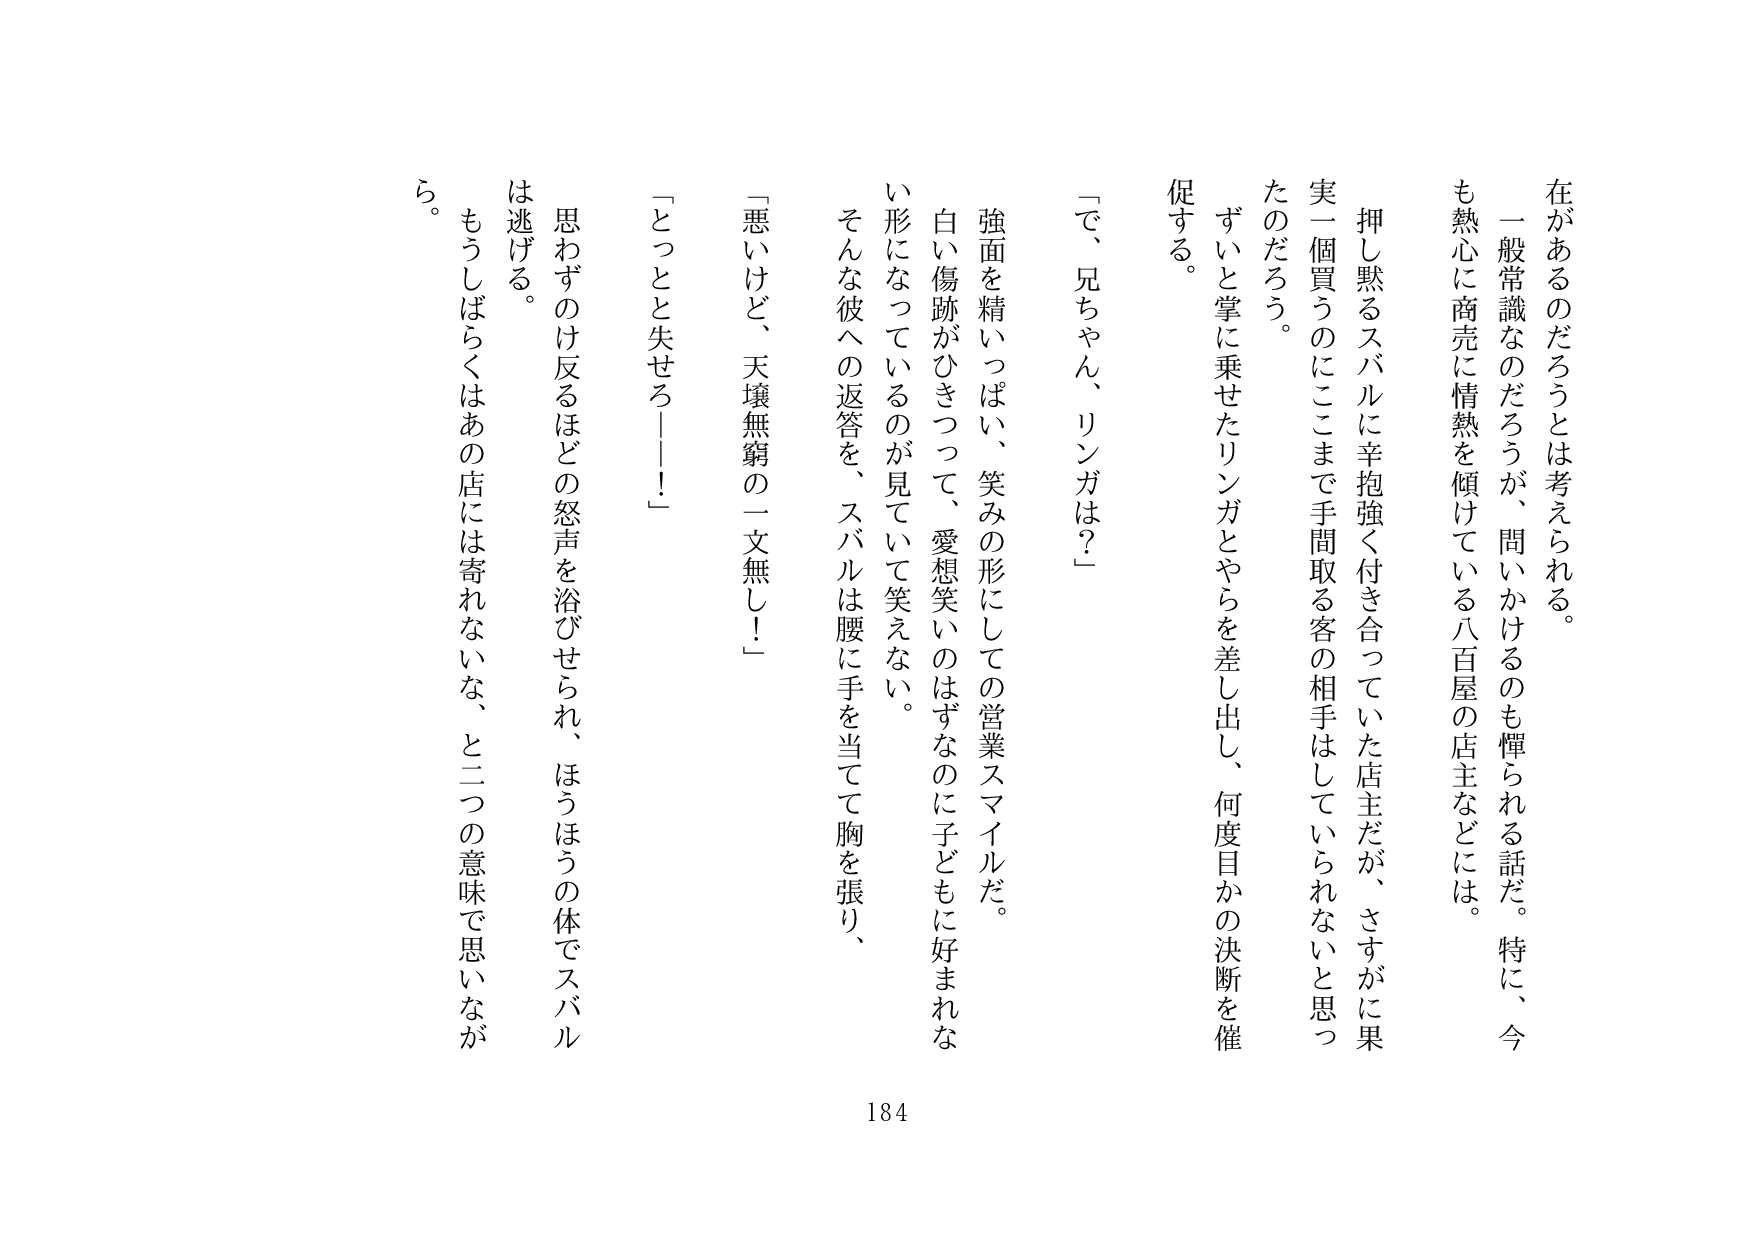 在があるのだろうとは考えられる。
　一般常識なのだろうが、問いかけるのも憚られる話だ。特に、今
も熱心に商売に情熱を傾けている八百屋の店主などには。
　押し黙るスバルに辛抱強く付き合っていた店主だが、さすがに果
実一個買うのにここまで手間取る客の相手はしていられないと思っ
たのだろう。
　ずいと掌に乗せたリンガとやらを差し出し、何度目かの決断を催
促する。
「で、兄ちゃん、リンガは？」
　強面を精いっぱい、笑みの形にしての営業スマイルだ。
　白い傷跡がひきつって、愛想笑いのはずなのに子どもに好まれな
い形になっているのが見ていて笑えない。
　そんな彼への返答を、スバルは腰に手を当てて胸を張り、
「悪いけど、天壌無窮の一文無し！」
「とっとと失せろ――！」
　思わずのけ反るほどの怒声を浴びせられ、ほうほうの体でスバル
は逃げる。
　もうしばらくはあの店には寄れないな、と二つの意味で思いなが
ら。
184